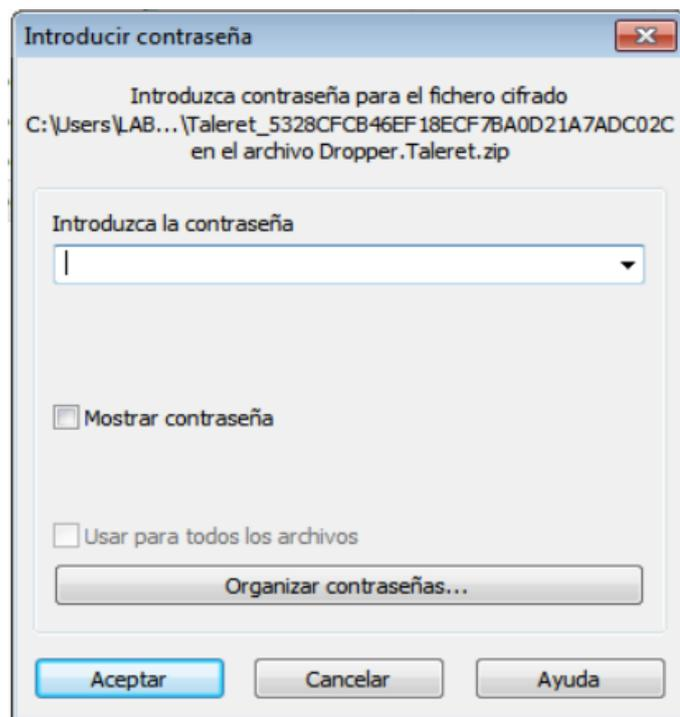 Introducir contraseña
Introduzca contraseña para el fichero cifrado
C:\Users\LAB...\Taleret_5328CFCB46EF18ECF7BA0D21A7ADC02C
en el archivo Dropper.Taleret.zip
Introduzca la contraseña
Mostrar contraseña
Usar para todos los archivos
Organizar contraseñas...
Aceptar Cancelar Ayuda